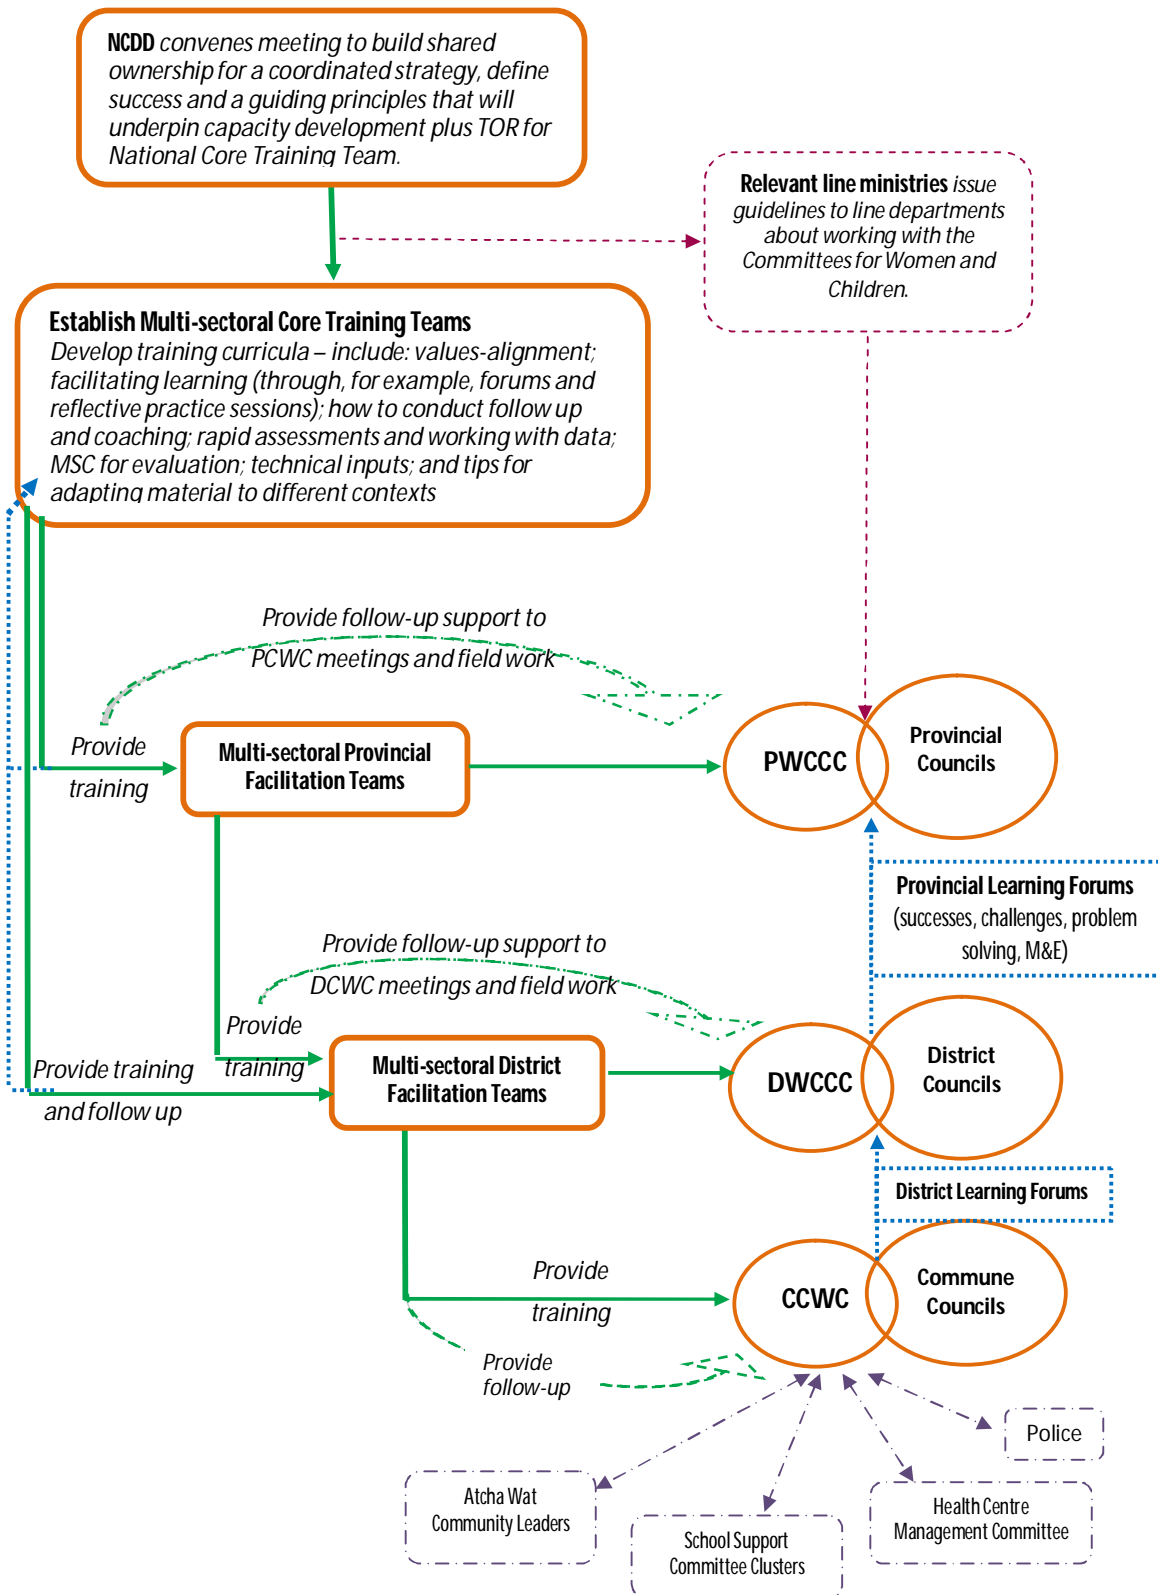 NCDD convenes meeting to build shared
ownership for a coordinated strategy, define
success and a guiding principles that will
underpin capacity development plus TOR for
National Core Training Team.
Relevant line ministries issue
guidelines to line departments
about working with the
Committees for Women and
Children.
Establish Multi-sectoral Core Training Teams
Develop training curricula – include: values-alignment;
facilitating learning (through, for example, forums and
reflective practice sessions); how to conduct follow up
and coaching; rapid assessments and working with data;
MSC for evaluation; technical inputs; and tips for
adapting material to different contexts
Provide follow-up support to
PCWC meetings and field work
Provide
training
Multi-sectoral Provincial
Facilitation Teams
PWCCC
Provincial
Councils
Provincial Learning Forums
(successes, challenges, problem
solving, M&E)
Provide follow-up support to
DCWC meetings and field work
Provide
training
Provide training
and follow up
Multi-sectoral District
Facilitation Teams
DWCCC
District
Councils
District Learning Forums
Provide
training
CCWC
Commune
Councils
Provide
follow-up
Police
Atcha Wat
Community Leaders
School Support
Committee Clusters
Health Centre
Management Committee